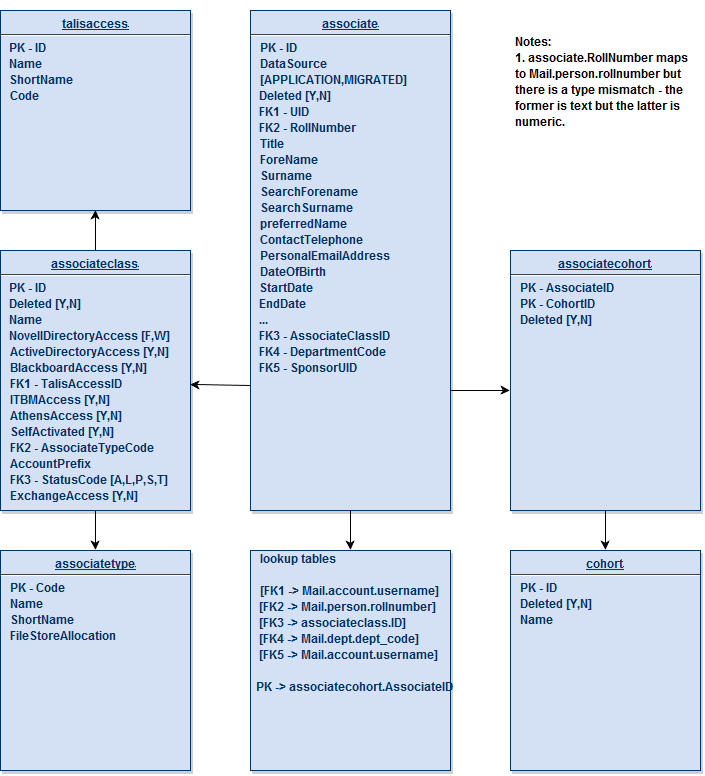 talisaccess
PK - ID
Name
ShortName
Code
associate
PK - ID
DataSource
[APPLICATION,MIGRATED]
Deleted [Y,N]
FK1 - UID
FK2 - RollNumber
Title
ForeName
Surname
SearchForename
SearchSurname
preferredName
ContactTelephone
PersonalEmailAddress
DateOfBirth
StartDate
EndDate
...
FK3 - AssociateClassID
FK4 - DepartmentCode
FK5 - SponsorUID
Notes:
1. associate.RollNumber maps
to Mail.person.rollnumber but
there is a type mismatch - the
former is text but the latter is
numeric.
associateclass
PK - ID
Deleted [Y,N]
Name
NovellDirectoryAccess [F,W]
ActiveDirectoryAccess [Y,N]
BlackboardAccess [Y,N]
FK1 - TalisAccessID
ITBMAccess [Y,N]
AthensAccess [Y,N]
SelfActivated [Y,N]
FK2 - AssociateTypeCode
AccountPrefix
FK3 - StatusCode [A,L,P,S,T]
ExchangeAccess [Y,N]
associatecohort
PK - AssociateID
PK - CohortID
Deleted [Y,N]
associatetype
PK - Code
Name
ShortName
FileStoreAllocation
lookup tables
[FK1 -> Mail.account.username]
[FK2 -> Mail.person.rollnumber]
[FK3 -> associateclass.ID]
[FK4 -> Mail.dept.dept_code]
[FK5 -> Mail.account.username]
PK -> associatecohort.AssociateID
cohort
PK - ID
Deleted [Y,N]
Name